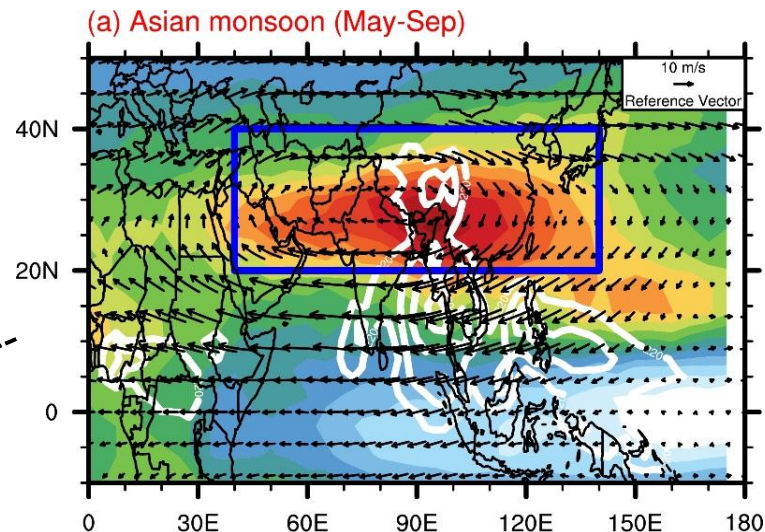 (a) Asian monsoon (May-Sep)
10 m/s
Reference Vector
40N
20N
0
0 30E 60E 90E 120E 150E 180